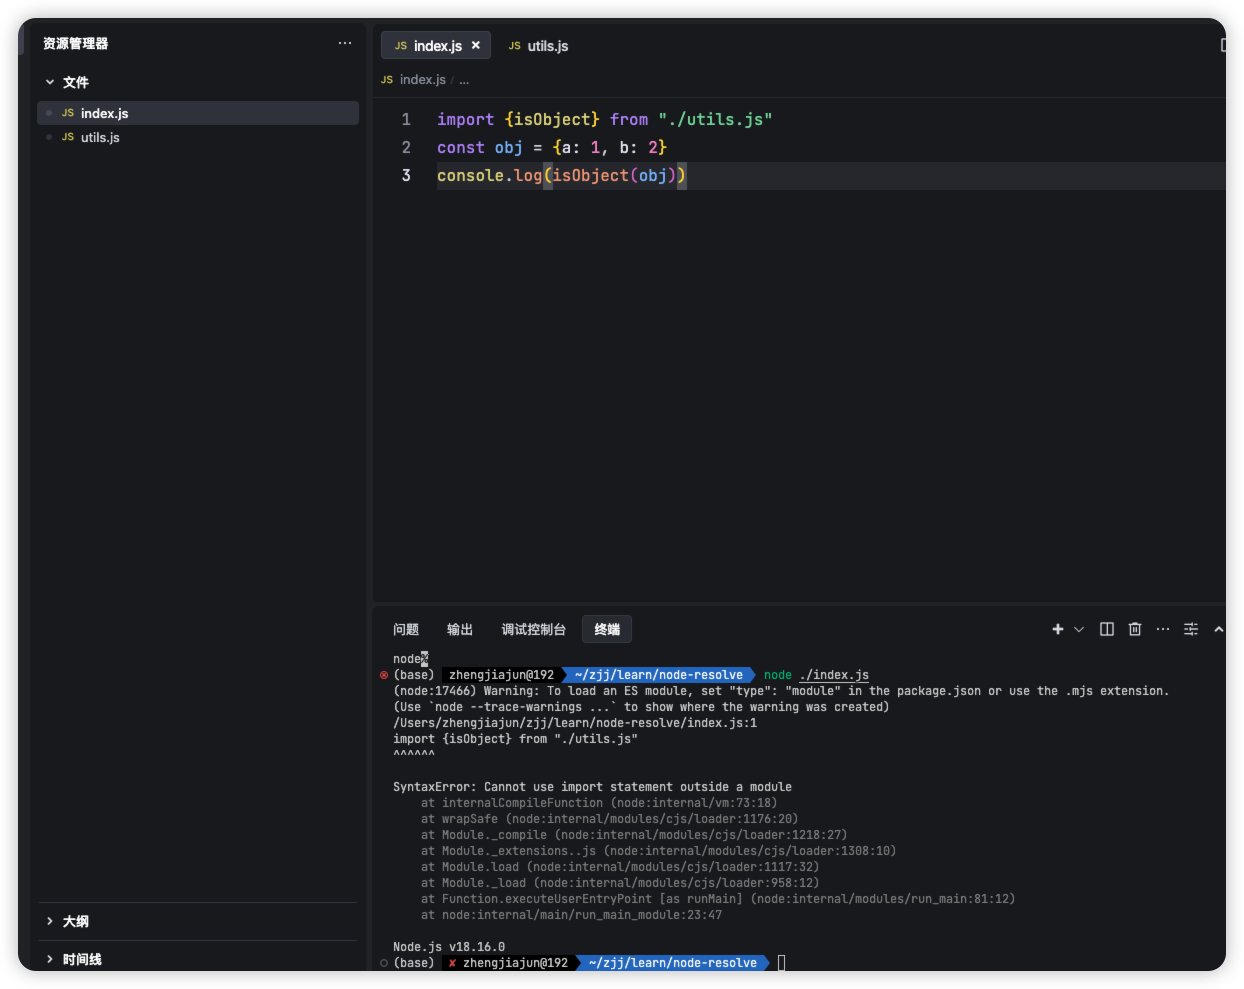 资源管理器
文件
JS index.js
JS utils.js
大纲
时间线
JS index.js × JS utils.js
JS index.js / ...
1 import {isObject} from "./utils.js"
2 const obj = {a: 1, b: 2}
3 console.log(isObject(obj))
问题 输出 调试控制台 终端
node%
(base) zhengjiajun@192 ~/zjj/learn/node-resolve node ./index.js
(node:17466) Warning: To load an ES module, set "type": "module" in the package.json or use the .mjs extension.
(Use `node --trace-warnings ...` to show where the warning was created)
/Users/zhengjiajun/zjj/learn/node-resolve/index.js:1
import {isObject} from "./utils.js"
^^^^^^
SyntaxError: Cannot use import statement outside a module
at internalCompileFunction (node:internal/vm:73:18)
at wrapSafe (node:internal/modules/cjs/loader:1176:20)
at Module._compile (node:internal/modules/cjs/loader:1218:27)
at Module._extensions..js (node:internal/modules/cjs/loader:1308:10)
at Module.load (node:internal/modules/cjs/loader:1117:32)
at Module._load (node:internal/modules/cjs/loader:958:12)
at Function.executeUserEntryPoint [as runMain] (node:internal/modules/run_main:81:12)
at node:internal/main/run_main_module:23:47
Node.js v18.16.0
(base) ✘ zhengjiajun@192 ~/zjj/learn/node-resolve